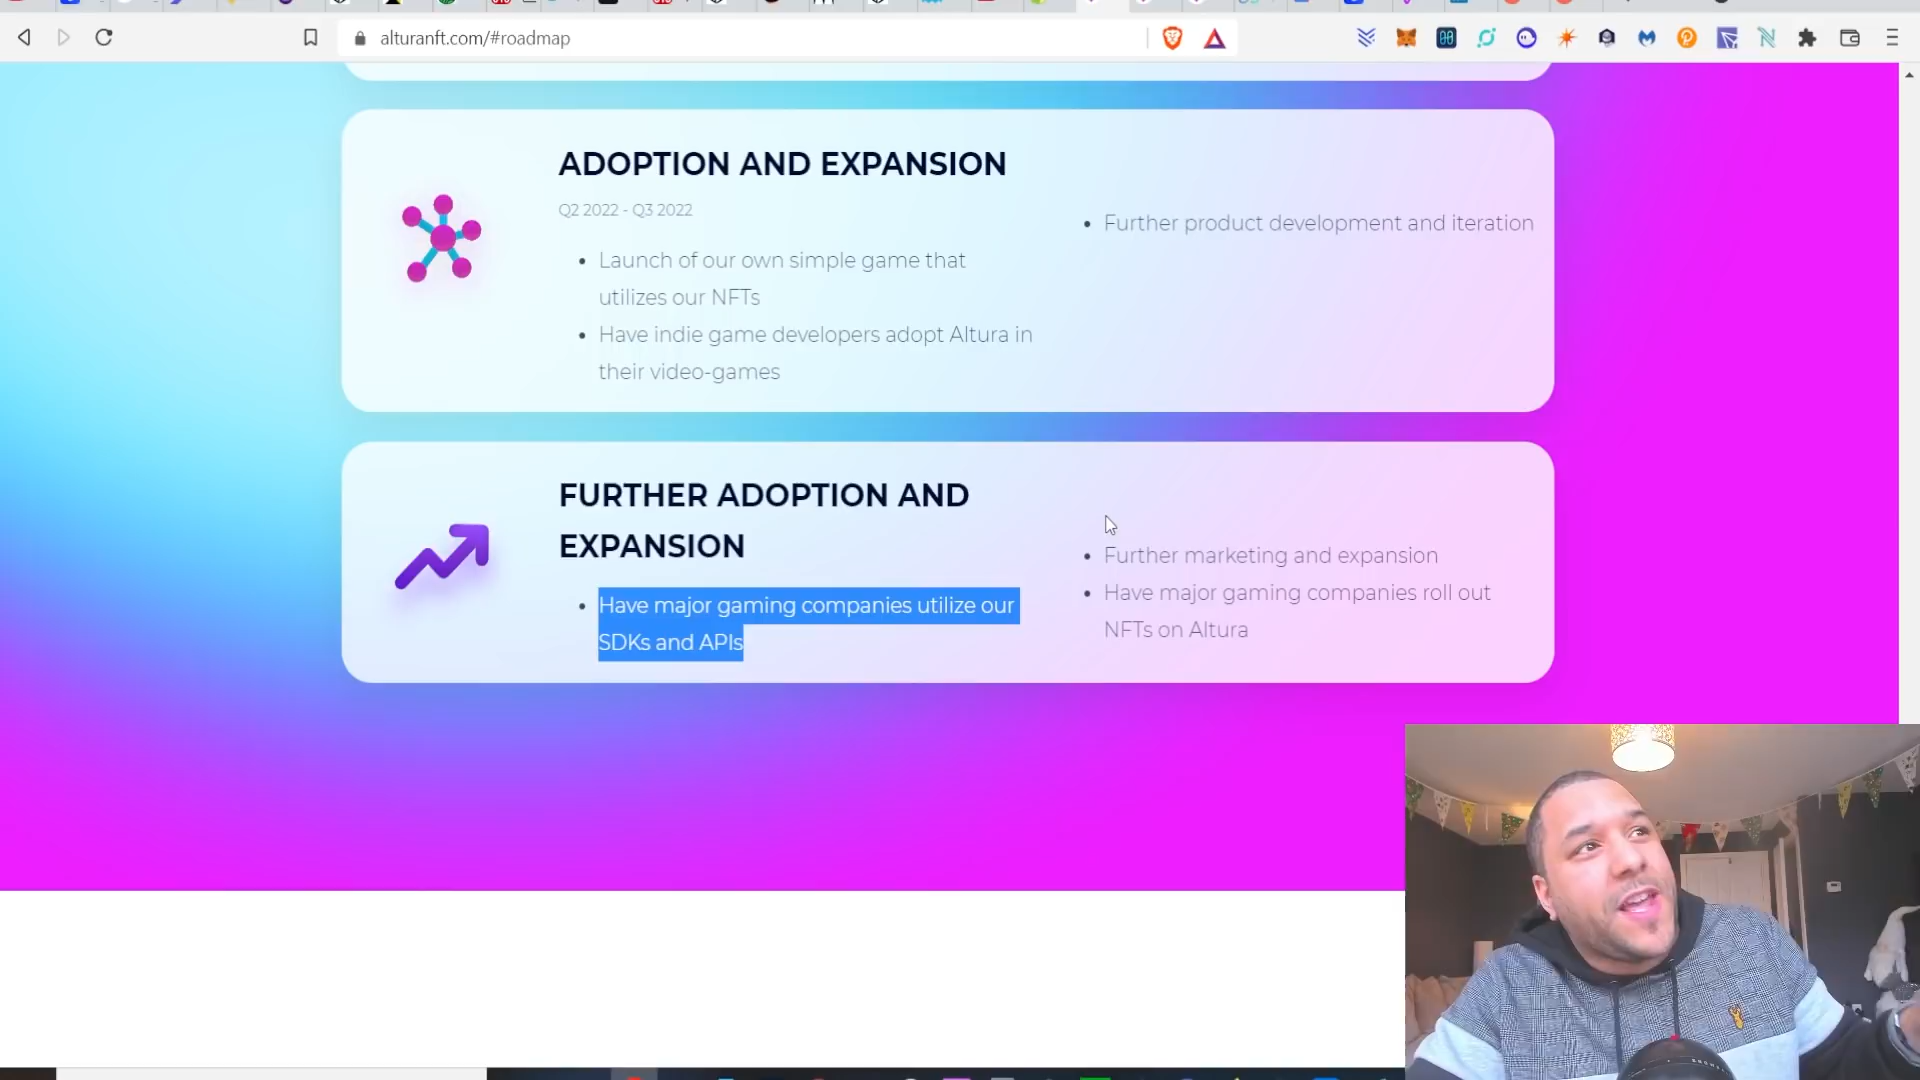 alturanft.com/#roadmap
ADOPTION AND EXPANSION
Q2 2022 - Q3 2022
Launch of our own simple game that
utilizes our NFTs
Have indie game developers adopt Altura in
their video-games
Further product development and iteration
FURTHER ADOPTION AND
EXPANSION
Have major gaming companies utilize our
SDKs and APIs
Further marketing and expansion
Have major gaming companies roll out
NFTs on Altura